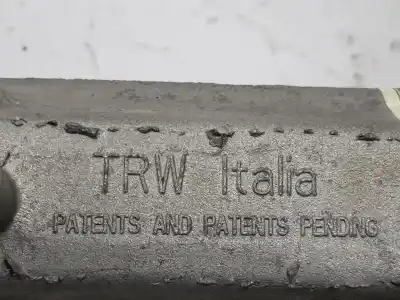 TRW Italia
PATENTS AND PATENTS PENDING